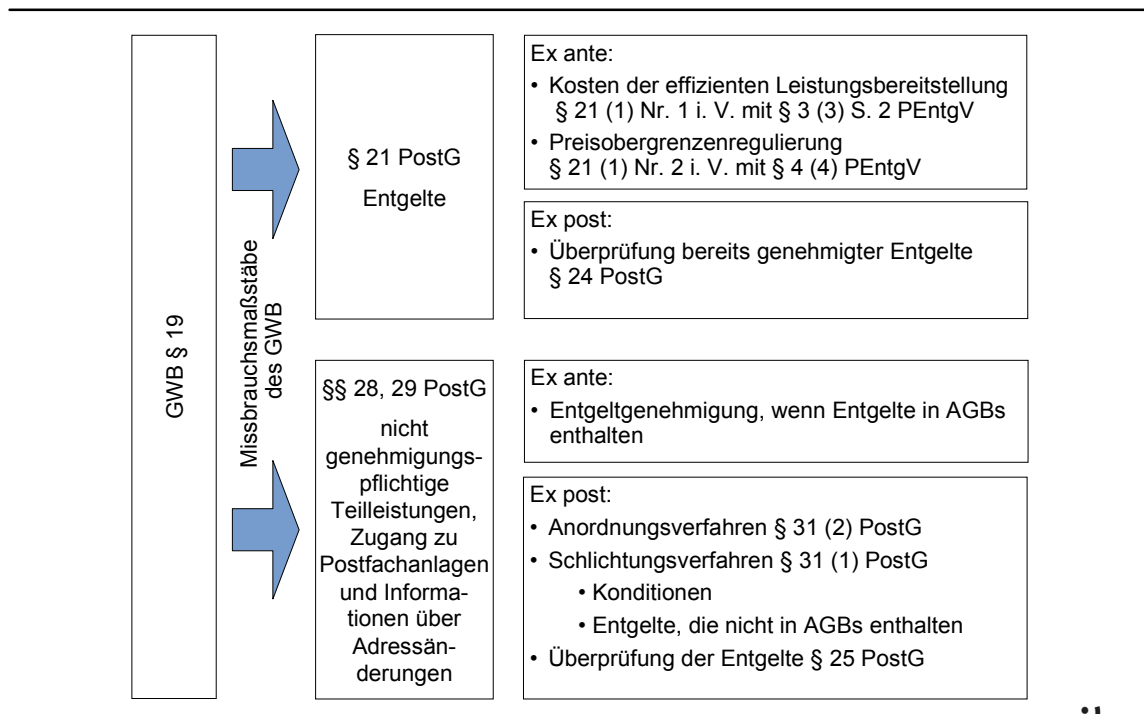 GWB § 19
Missbrauchsmaßstäbe
des GWB
§ 21 PostG
Entgelte
Ex ante:
• Kosten der effizienten Leistungsbereitstellung
§ 21 (1) Nr. 1 i. V. mit § 3 (3) S. 2 PEntgV
• Preisobergrenzenregulierung
§ 21 (1) Nr. 2 i. V. mit § 4 (4) PEntgV
Ex post:
• Überprüfung bereits genehmigter Entgelte
§ 24 PostG
§§ 28, 29 PostG
nicht
genehmigungs-
pflichtige
Teilleistungen,
Zugang zu
Postfachanlagen
und Informa-
tionen über
Adressän-
derungen
Ex ante:
• Entgeltgenehmigung, wenn Entgelte in AGBs
enthalten
Ex post:
• Anordnungsverfahren § 31 (2) PostG
• Schlichtungsverfahren § 31 (1) PostG
• Konditionen
• Entgelte, die nicht in AGBs enthalten
• Überprüfung der Entgelte § 25 PostG